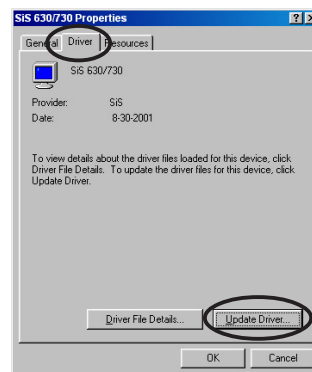 SiS 630/730 Properties
General Driver Resources
SiS 630/730
Provider: SiS
Date: 8-30-2001
To view details about the driver files loaded for this device, click
Driver File Details. To update the driver files for this device, click
Update Driver.
Driver File Details... Update Driver...
OK Cancel